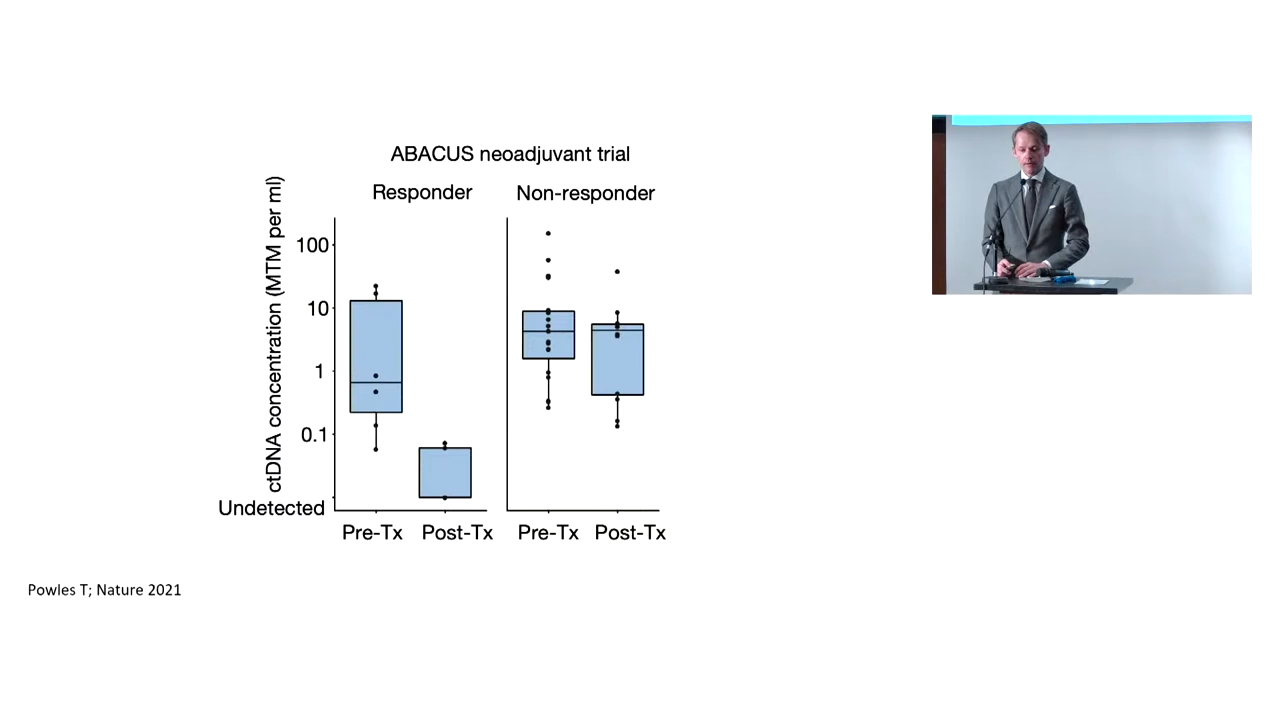 ABACUS neoadjuvant trial
Responder
Non-responder
ctDNA concentration (MTM per ml)
100
10
1
0.1
Undetected
Pre-Tx
Post-Tx
Pre-Tx
Post-Tx
Powles T; Nature 2021